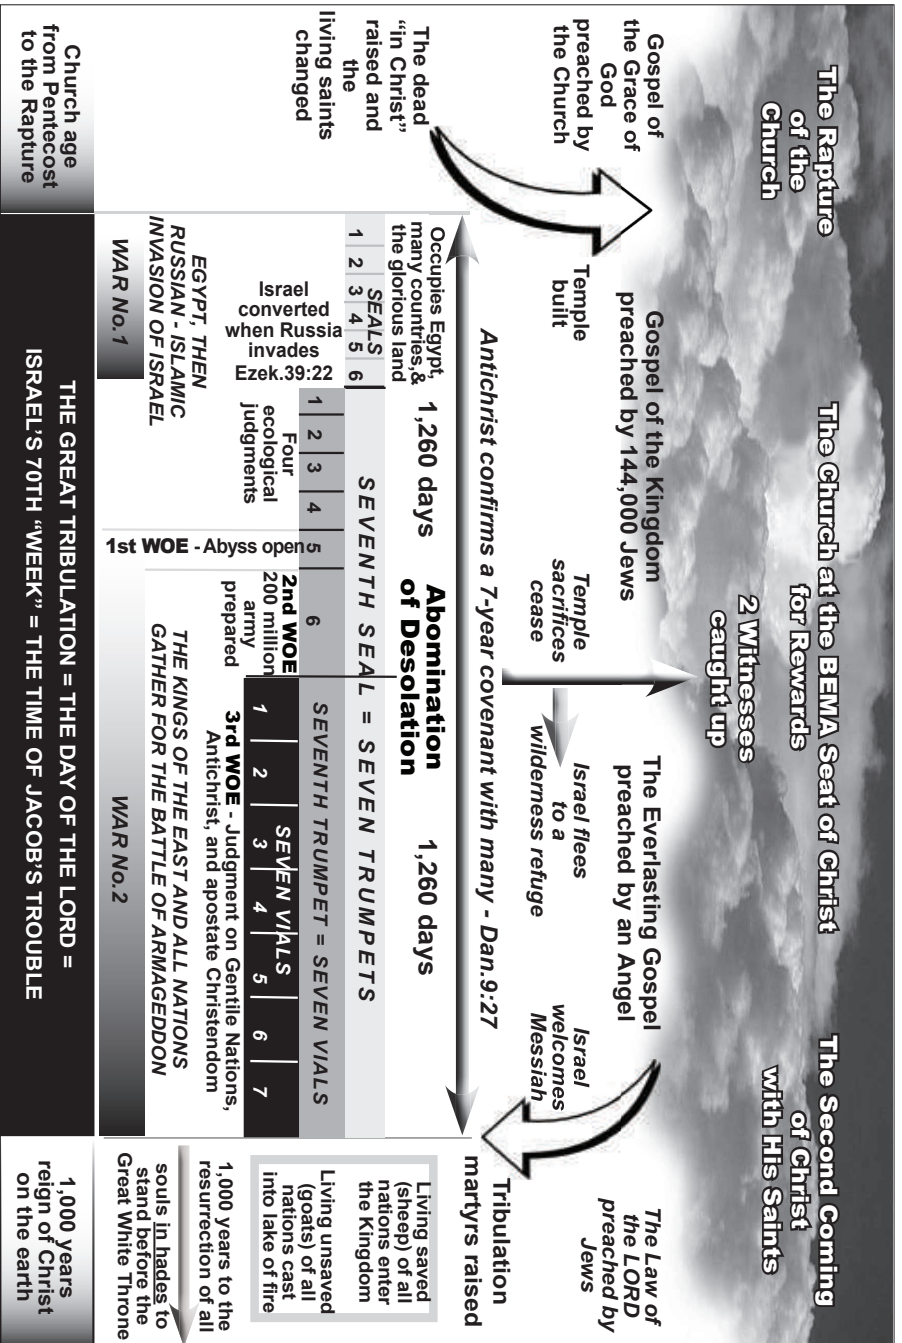 The Rapture
of the
Church
The Church at the BEMA Seat of Christ
for Rewards
2 Witnesses
caught up
The Second Coming
of Christ
with His Saints
Gospel of
the Grace of
God
preached by
the Church
Gospel of the Kingdom
preached by 144,000 Jews
The Everlasting Gospel
preached by an Angel
The Law of
the LORD
preached by
Jews
The dead
“in Christ”
raised and
the
living saints
changed
Temple
built
Temple
sacrifices
cease
Israel flees
to a
wilderness refuge
Israel
welcomes
Messiah
Antichrist confirms a 7-year covenant with many - Dan.9:27
Tribulation
martyrs raised
Occupies Egypt,
many countries,&
the glorious land
1,260 days
Abomination
of Desolation
1,260 days
SEALS
1 2 3 4 5 6
SEVENTH SEAL = SEVEN TRUMPETS
1 2 3 4 5 6
SEVENTH TRUMPET = SEVEN VIALS
SEVEN VIALS
1 2 3 4 5 6 7
Israel
converted
when Russia
invades
Ezek.39:22
Four
ecological
judgments
1st WOE - Abyss open
2nd WOE
200 million
army
prepared
3rd WOE - Judgment on Gentile Nations,
Antichrist, and apostate Christendom
EGYPT, THEN
RUSSIAN - ISLAMIC
INVASION OF ISRAEL
THE KINGS OF THE EAST AND ALL NATIONS
GATHER FOR THE BATTLE OF ARMAGEDDON
WAR No.1
WAR No.2
Living saved
(sheep) of all
nations enter
the Kingdom
Living unsaved
(goats) of all
nations cast
into lake of fire
1,000 years to the
resurrection of all
souls in hades to
stand before the
Great White Throne
Church age
from Pentecost
to the Rapture
THE GREAT TRIBULATION = THE DAY OF THE LORD =
ISRAEL’S 70TH “WEEK” = THE TIME OF JACOB’S TROUBLE
1,000 years
reign of Christ
on the earth